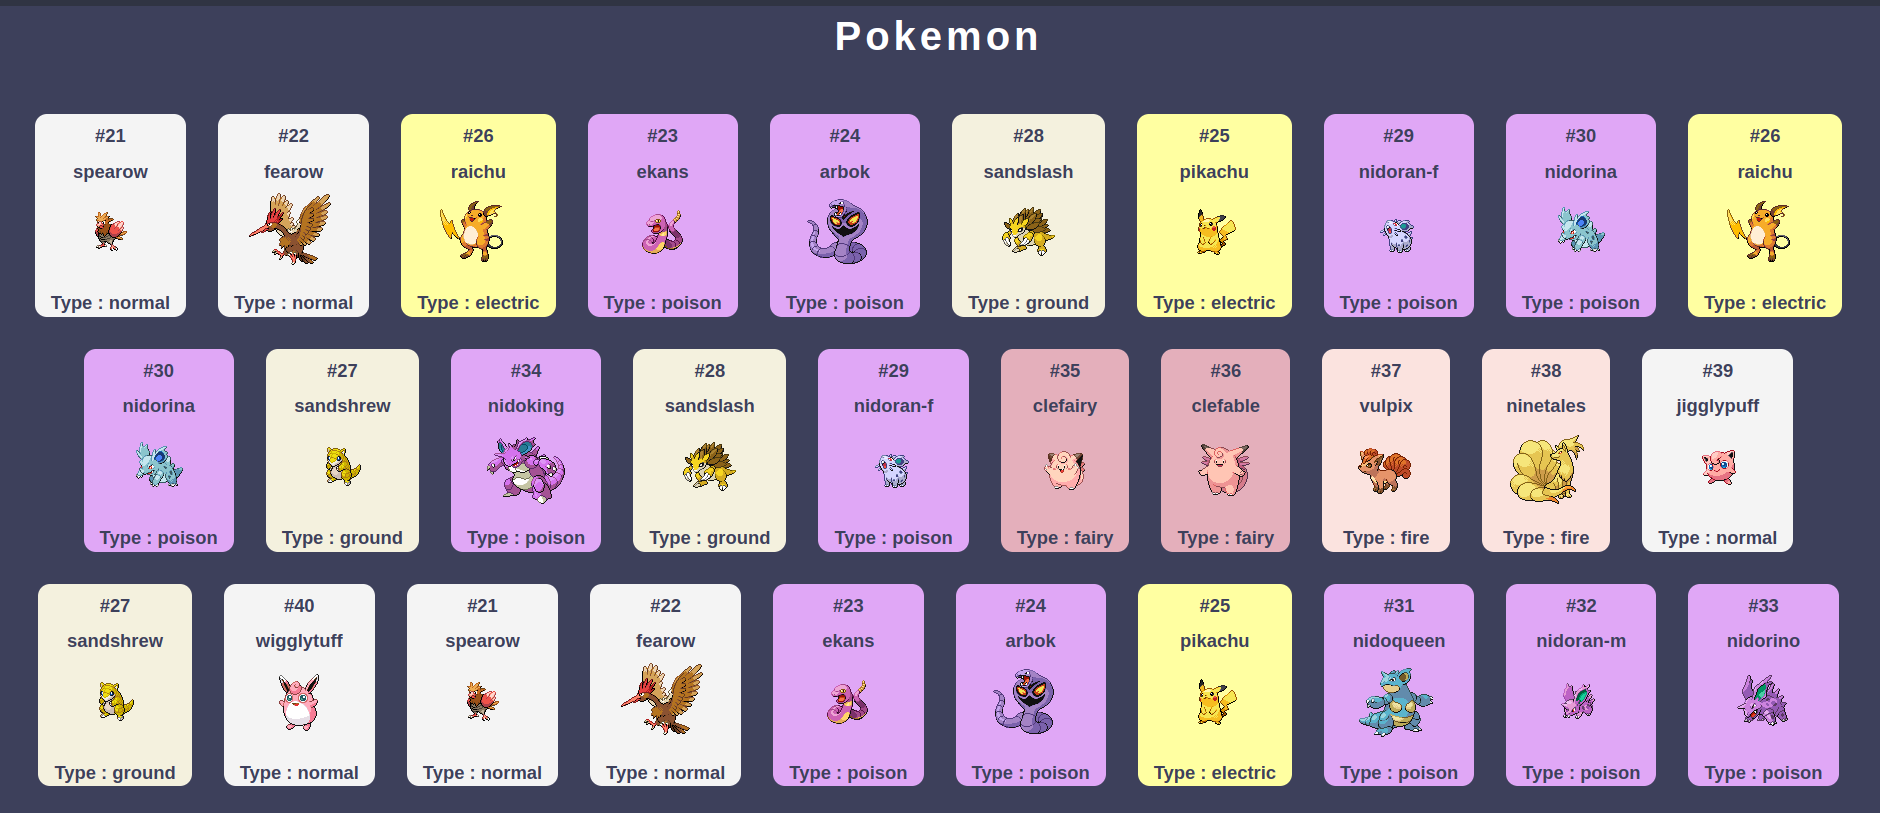 Pokemon
#21 #22 #26 #23 #24 #28 #25 #29 #30 #26
spearow fearow raichu ekans arbok sandslash pikachu nidoran-f nidorina raichu
Type : normal Type : normal Type : electric Type : poison Type : poison Type : ground Type : electric Type : poison Type : poison Type : electric
#30 #27 #34 #28 #29 #35 #36 #37 #38 #39
nidorina sandshrew nidoking sandslash nidoran-f clefairy clefable vulpix ninetales jigglypuff
Type : poison Type : ground Type : poison Type : ground Type : poison Type : fairy Type : fairy Type : fire Type : fire Type : normal
#27 #40 #21 #22 #23 #24 #25 #31 #32 #33
sandshrew wigglytuff spearow fearow ekans arbok pikachu nidoqueen nidoran-m nidorino
Type : ground Type : normal Type : normal Type : normal Type : poison Type : poison Type : electric Type : poison Type : poison Type : poison